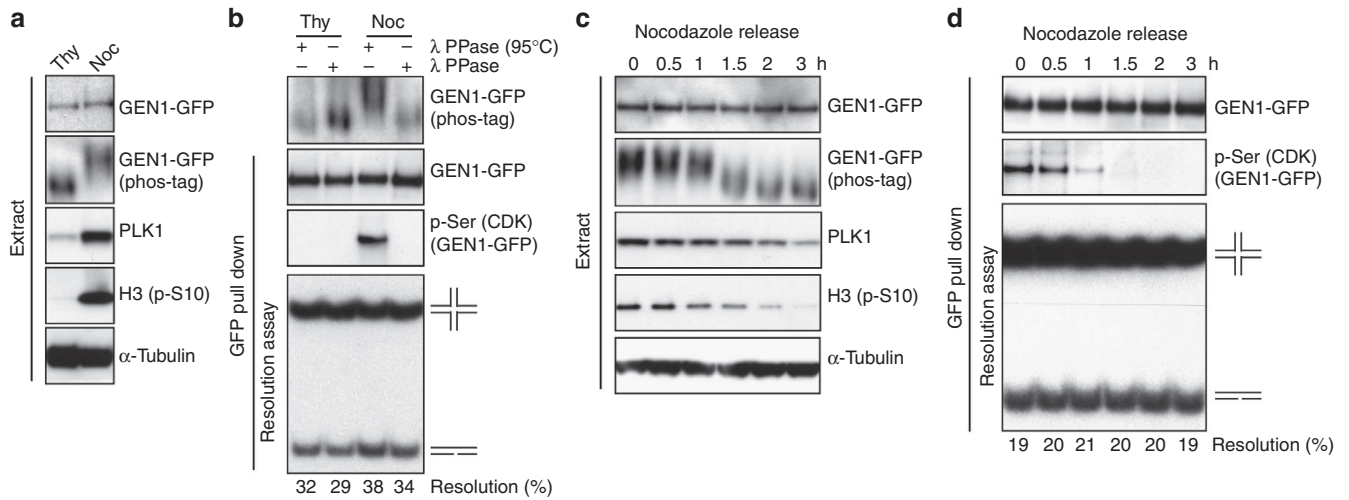 a
Thy Noc
Extract
GEN1-GFP
GEN1-GFP
(phos-tag)
PLK1
H3 (p-S10)
α-Tubulin
b
Thy Noc
+ – + – λ PPase (95°C)
– + – + λ PPase
GFP pull down
Resolution assay
GEN1-GFP
(phos-tag)
GEN1-GFP
p-Ser (CDK)
(GEN1-GFP)
32 29 38 34 Resolution (%)
c
Nocodazole release
0 0.5 1 1.5 2 3 h
Extract
GEN1-GFP
GEN1-GFP
(phos-tag)
PLK1
H3 (p-S10)
α-Tubulin
d
Nocodazole release
0 0.5 1 1.5 2 3 h
GFP pull down
Resolution assay
GEN1-GFP
p-Ser (CDK)
(GEN1-GFP)
19 20 21 20 20 19 Resolution (%)